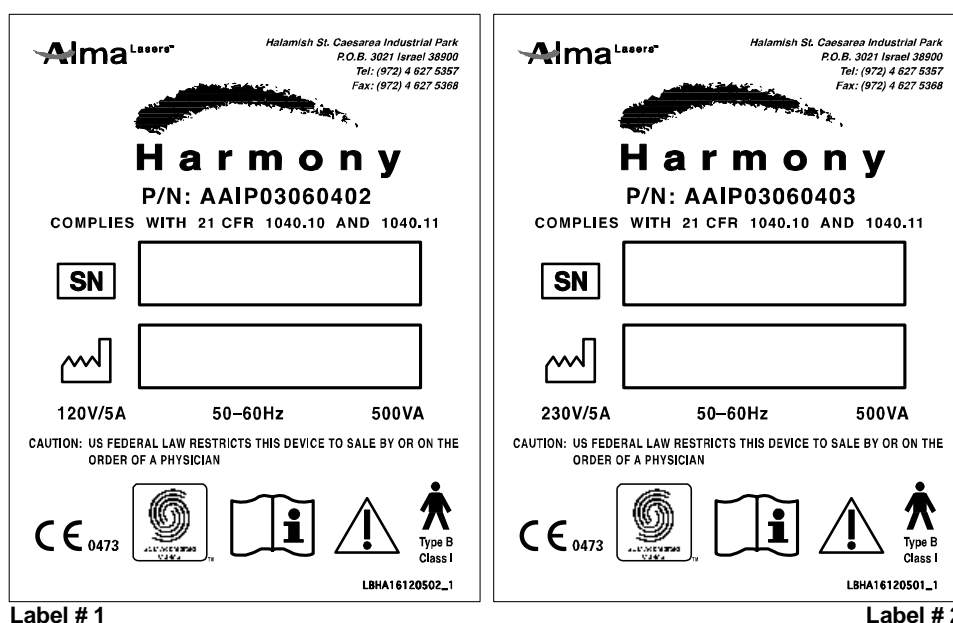 Alma Lasers™
Halamish St. Caesarea Industrial Park
P.O.B. 3021 Israel 38900
Tel: (972) 4 627 5357
Fax: (972) 4 627 5368
Harmony
P/N: AAIP03060402
COMPLIES WITH 21 CFR 1040.10 AND 1040.11
SN
120V/5A 50–60Hz 500VA
CAUTION: US FEDERAL LAW RESTRICTS THIS DEVICE TO SALE BY OR ON THE
ORDER OF A PHYSICIAN
CE 0473
TM
i
!
Type B
Class I
LBHA16120502_1
Label # 1
Alma Lasers™
Halamish St. Caesarea Industrial Park
P.O.B. 3021 Israel 38900
Tel: (972) 4 627 5357
Fax: (972) 4 627 5368
Harmony
P/N: AAIP03060403
COMPLIES WITH 21 CFR 1040.10 AND 1040.11
SN
230V/5A 50–60Hz 500VA
CAUTION: US FEDERAL LAW RESTRICTS THIS DEVICE TO SALE BY OR ON THE
ORDER OF A PHYSICIAN
CE 0473
i
!
Type B
Class I
LBHA16120501_1
Label # 2